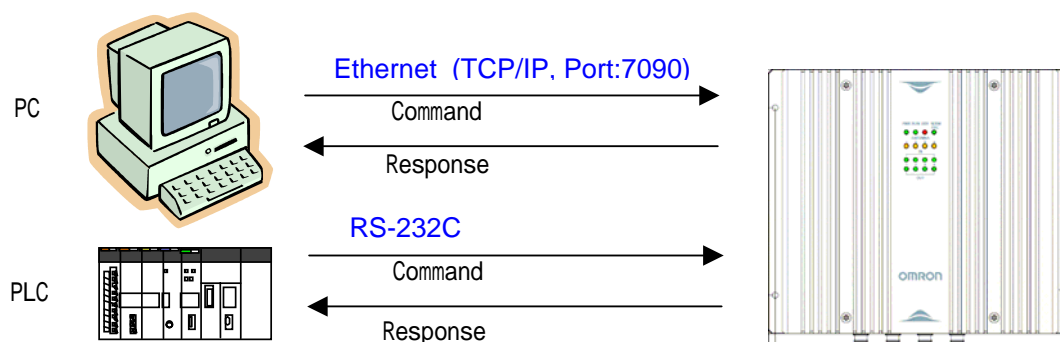 Ethernet (TCP/IP, Port:7090)
PC
Command
Response
RS-232C
Command
PLC
Response
OMRON